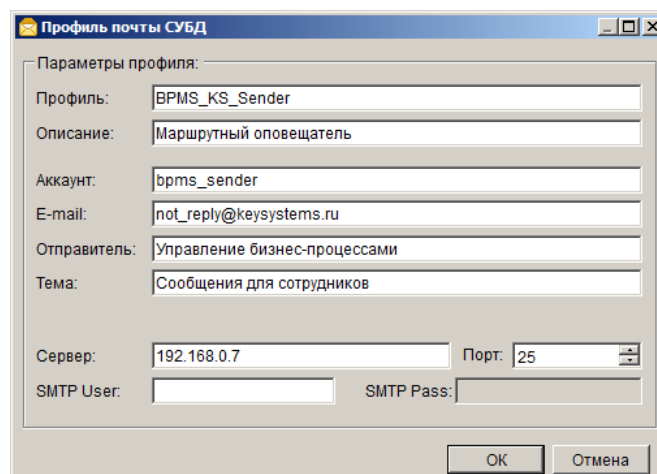 Профиль почты СУБД
Параметры профиля:
Профиль: BPMS_KS_Sender
Описание: Маршрутный оповещатель
Аккаунт: bpms_sender
E-mail: not_reply@keysystems.ru
Отправитель: Управление бизнес-процессами
Тема: Сообщения для сотрудников
Сервер: 192.168.0.7 Порт: 25
SMTP User: SMTP Pass:
ОК Отмена